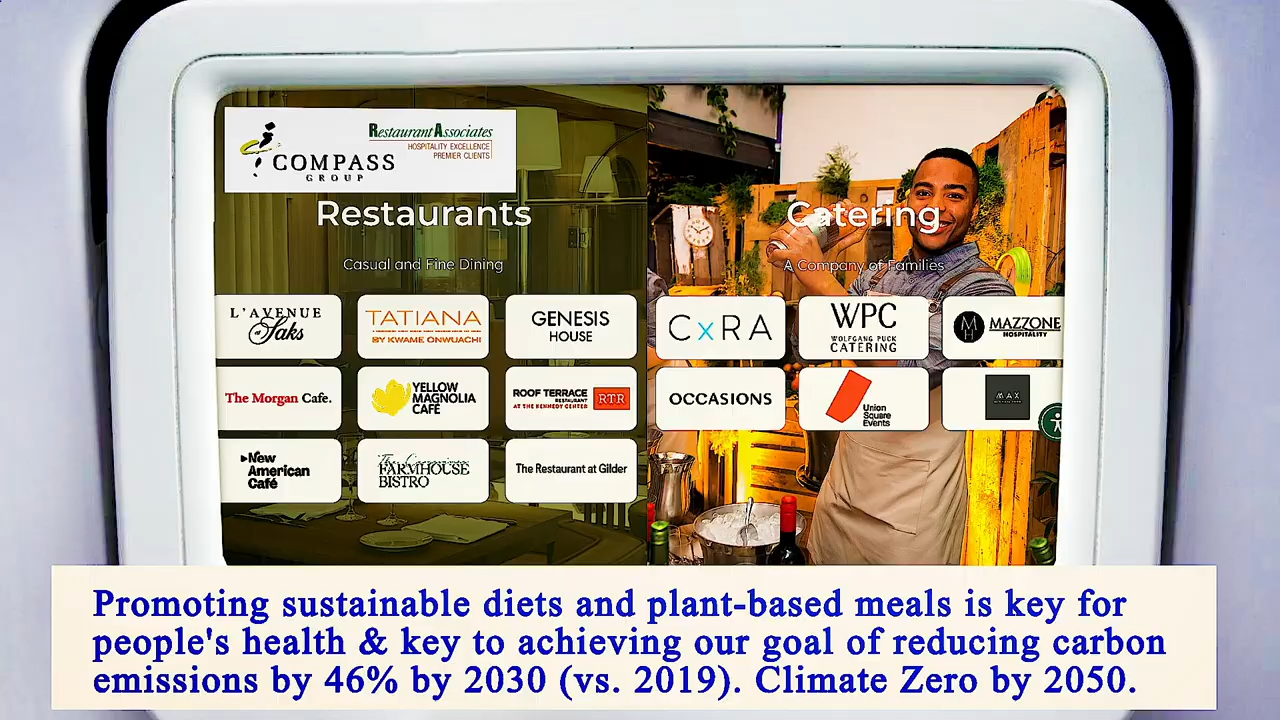 COMPASS
GROUP
Restaurant Associates
HOSPITALITY EXCELLENCE
PREMIER CLIENTS
Restaurants
Casual and Fine Dining
L'AVENUE
Saks
TATIANA
BY KWAME ONWUACHI
GENESIS
HOUSE
The Morgan Cafe.
YELLOW
MAGNOLIA
CAFÉ
ROOF TERRACE
RESTAURANT
AT THE KENNEDY CENTER
RTR
New
American
Café
FARMHOUSE
BISTRO
The Restaurant at Gilder
Catering
A Company of Families
CxRA
WPC
WOLFGANG PUCK
CATERING
MH
MAZZONE
HOSPITALITY
OCCASIONS
Union
Square
Events
MAX
Promoting sustainable diets and plant-based meals is key for
people's health & key to achieving our goal of reducing carbon
emissions by 46% by 2030 (vs. 2019). Climate Zero by 2050.